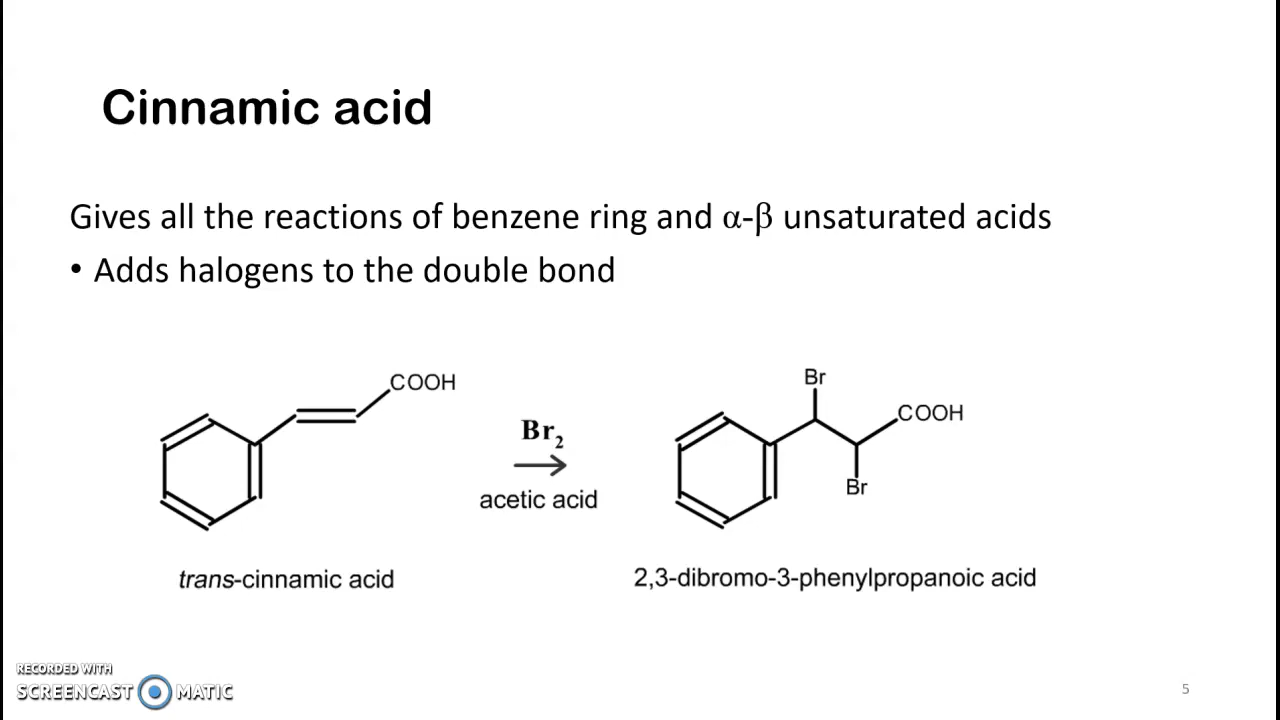 Cinnamic acid
Gives all the reactions of benzene ring and α-β unsaturated acids
• Adds halogens to the double bond
COOH
Br₂
acetic acid
Br
COOH
Br
trans-cinnamic acid
2,3-dibromo-3-phenylpropanoic acid
RECORDED WITH
SCREENCAST MATIC
5